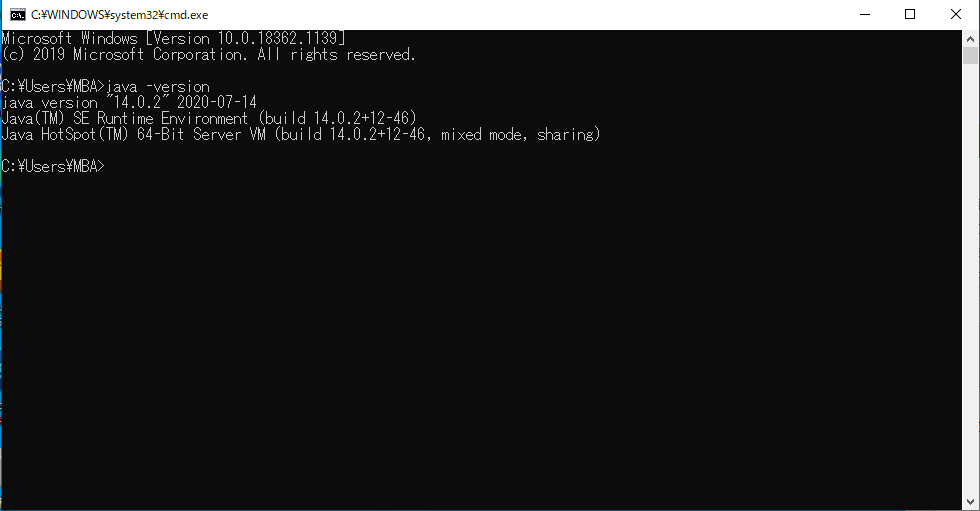 C:¥WINDOWS¥system32¥cmd.exe
Microsoft Windows [Version 10.0.18362.1139]
(c) 2019 Microsoft Corporation. All rights reserved.
C:¥Users¥MBA>java -version
java version "14.0.2" 2020-07-14
Java(TM) SE Runtime Environment (build 14.0.2+12-46)
Java HotSpot(TM) 64-Bit Server VM (build 14.0.2+12-46, mixed mode, sharing)
C:¥Users¥MBA>